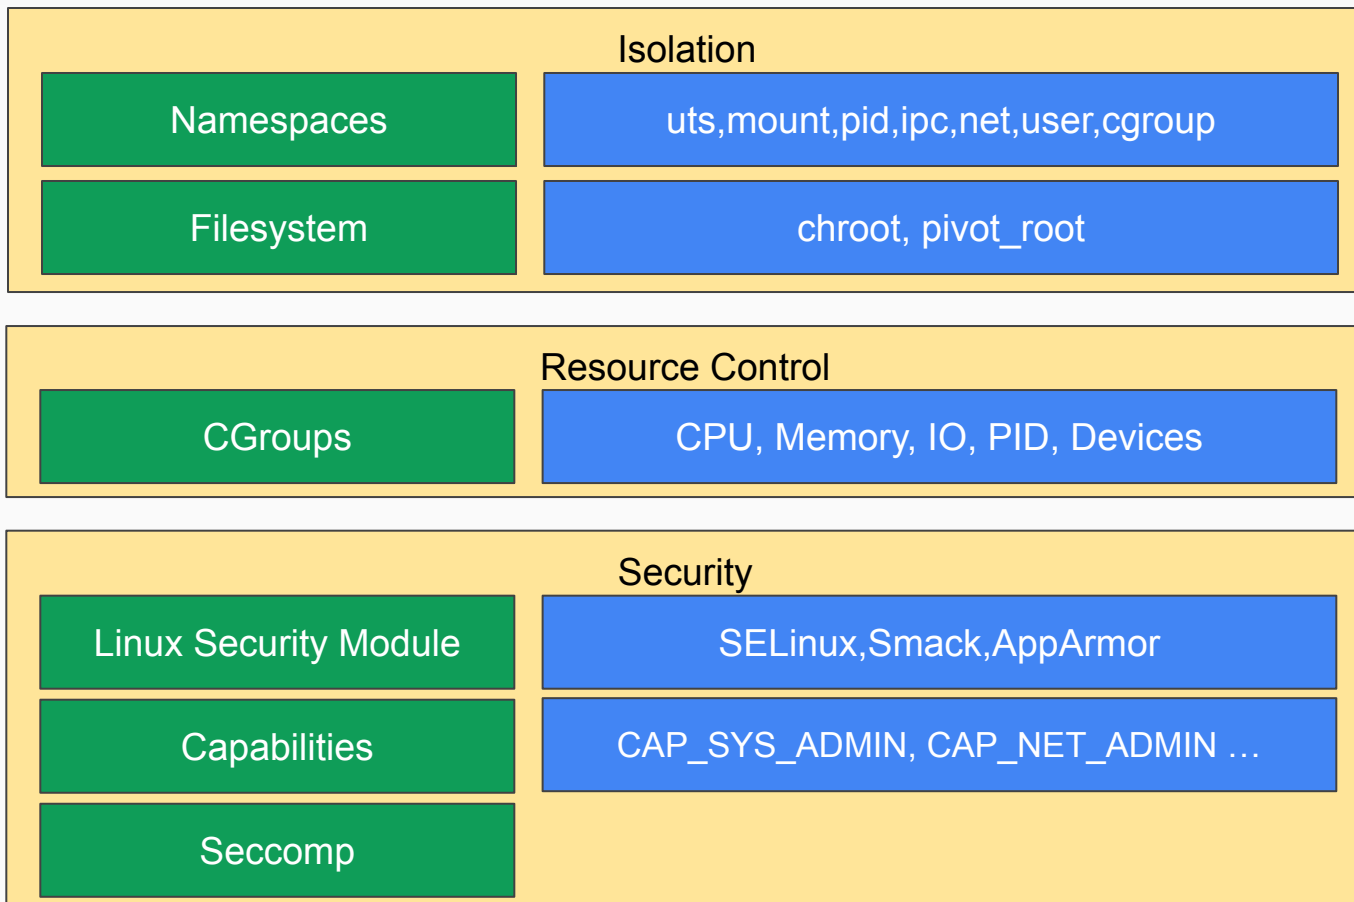 Isolation
Namespaces
uts,mount,pid,ipc,net,user,cgroup
Filesystem
chroot, pivot_root
Resource Control
CGroups
CPU, Memory, IO, PID, Devices
Security
Linux Security Module
SELinux,Smack,AppArmor
Capabilities
CAP_SYS_ADMIN, CAP_NET_ADMIN …
Seccomp